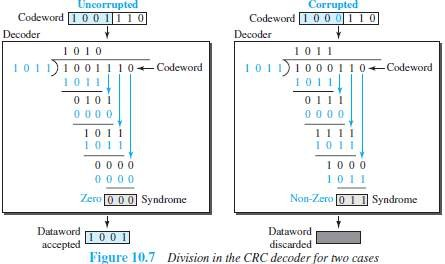 Uncorrupted
Codeword 1 0 0 1 1 1 0
Decoder
1 0 1 0
1 0 1 1 ) 1 0 0 1 1 1 0 Codeword
1 0 1 1
0 1 0 1
0 0 0 0
1 0 1 1
1 0 1 1
0 0 0 0
0 0 0 0
Zero 0 0 0 Syndrome
Dataword
accepted 1 0 0 1
Corrupted
Codeword 1 0 0 0 1 1 0
Decoder
1 0 1 1
1 0 1 1 ) 1 0 0 0 1 1 0 Codeword
1 0 1 1
0 1 1 1
0 0 0 0
1 1 1 1
1 0 1 1
1 0 0 0
1 0 1 1
Non-Zero 0 1 1 Syndrome
Dataword
discarded
Figure 10.7 Division in the CRC decoder for two cases